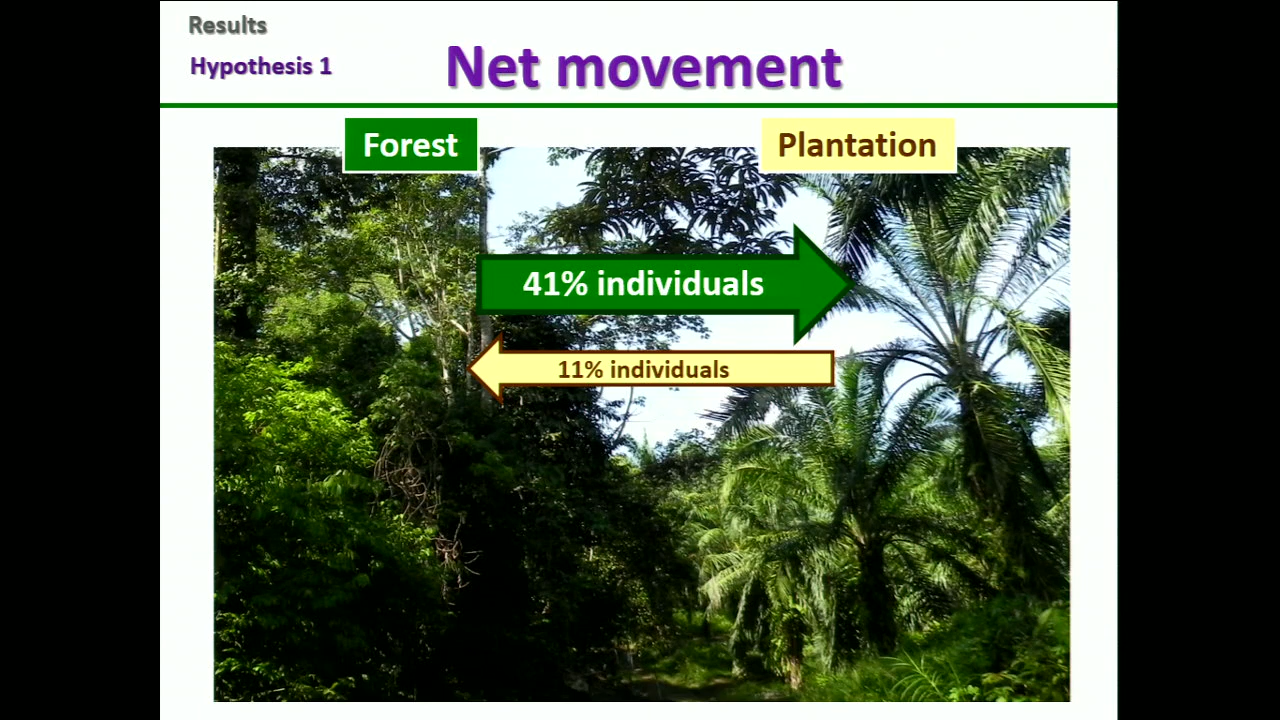 Results
Hypothesis 1
Net movement
Forest
Plantation
41% individuals
11% individuals